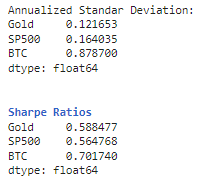 Annualized Standar Deviation:
Gold     0.121653
SP500    0.164035
BTC      0.878700
dtype: float64
Sharpe Ratios
Gold     0.588477
SP500    0.564768
BTC      0.701740
dtype: float64